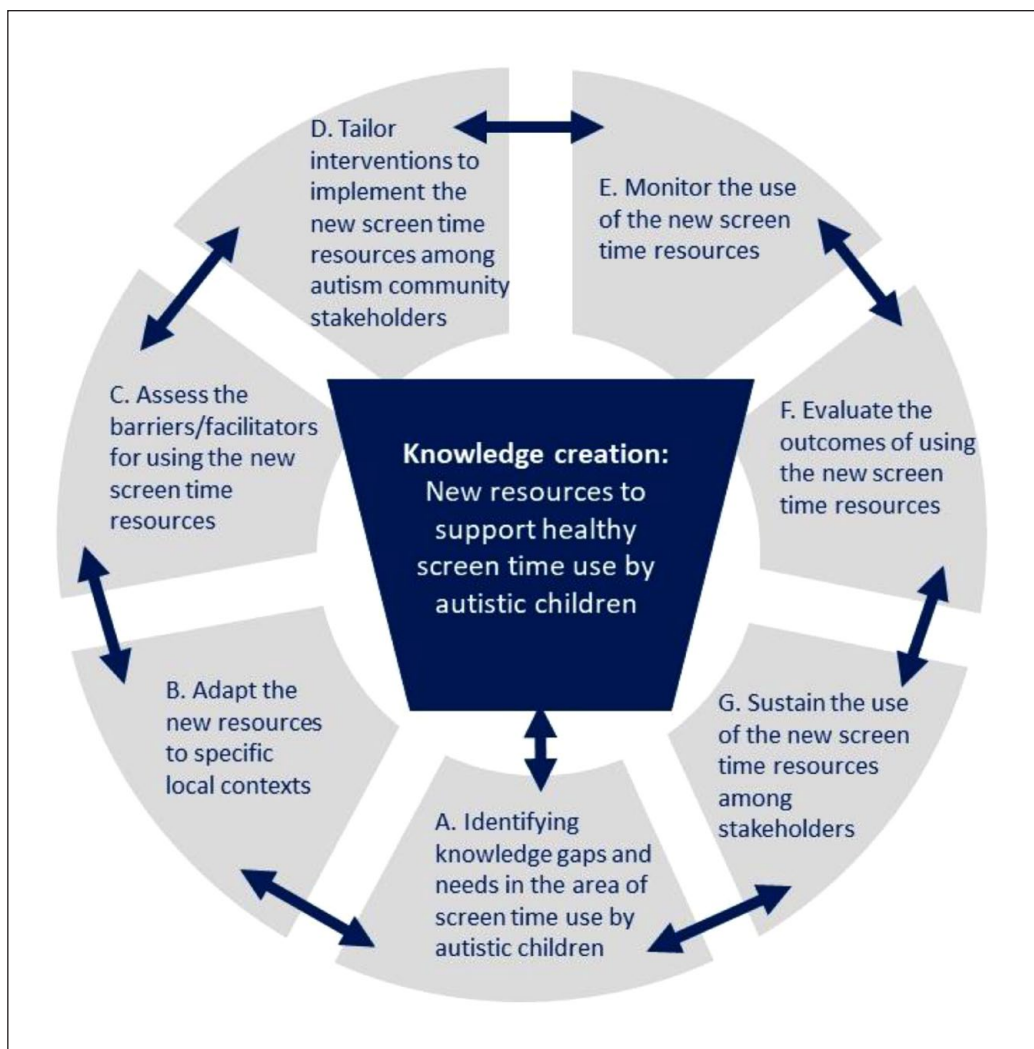 Knowledge creation:
New resources to
support healthy
screen time use by
autistic children
A. Identifying
knowledge gaps and
needs in the area of
screen time use by
autistic children
B. Adapt the
new resources
to specific
local contexts
C. Assess the
barriers/facilitators
for using the new
screen time
resources
D. Tailor
interventions to
implement the
new screen time
resources among
autism community
stakeholders
E. Monitor the use
of the new screen
time resources
F. Evaluate the
outcomes of using
the new screen
time resources
G. Sustain the use
of the new screen
time resources
among
stakeholders